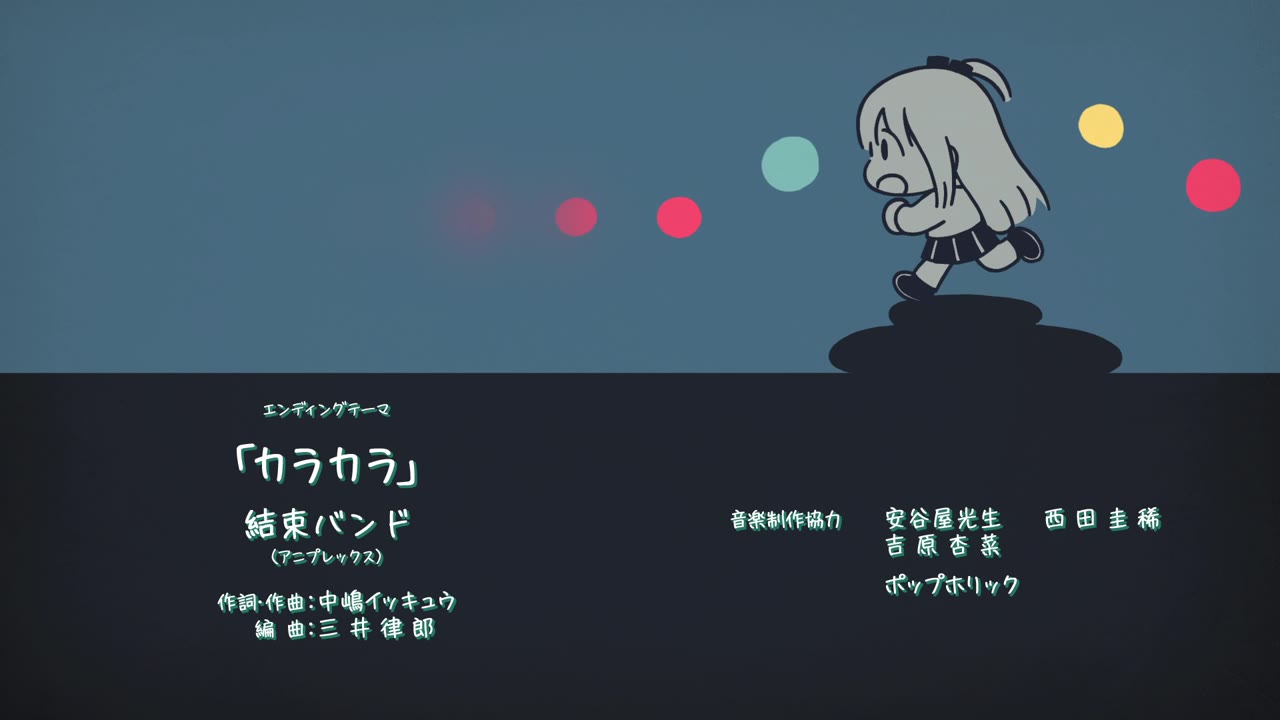 エンディングテーマ
「カラカラ」
結束バンド
(アニプレックス)
作詞・作曲：中嶋イッキュウ
編 曲：三 井 律 郎
音楽制作協力 安谷屋光生 西 田 圭 稀
吉 原 杏 菜
ポップホリック